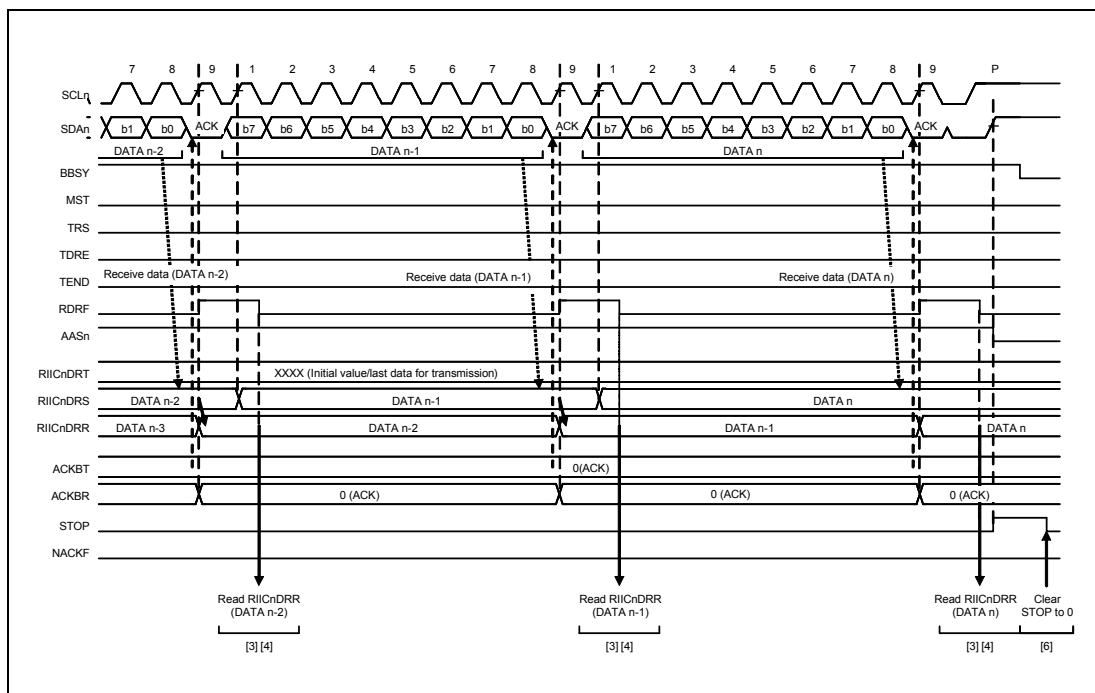 7 8 9 1 2 3 4 5 6 7 8 9 1 2 3 4 5 6 7 8 9 P
SCLn
SDAn b1 b0 ACK b7 b6 b5 b4 b3 b2 b1 b0 ACK b7 b6 b5 b4 b3 b2 b1 b0 ACK
DATA n-2 DATA n-1 DATA n
BBSY
MST
TRS
TDRE
Receive data (DATA n-2) Receive data (DATA n-1) Receive data (DATA n)
TEND
RDRF
AASn
RIICnDRT XXXX (Initial value/last data for transmission)
RIICnDRS DATA n-2 DATA n-1 DATA n
RIICnDRR DATA n-3 DATA n-2 DATA n-1 DATA n
ACKBT 0(ACK)
ACKBR 0 (ACK) 0 (ACK) 0 (ACK)
STOP
NACKF
Read RIICnDRR
(DATA n-2)
[3] [4]
Read RIICnDRR
(DATA n-1)
[3] [4]
Read RIICnDRR
(DATA n)
[3] [4]
Clear
STOP to 0
[6]